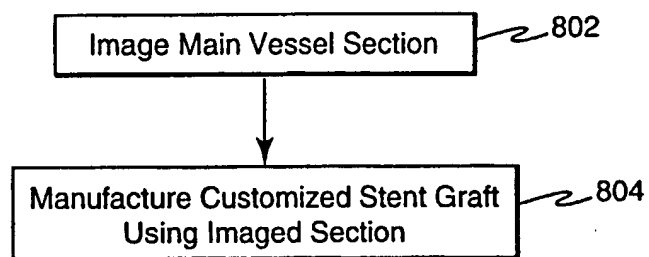 Image Main Vessel Section
802
Manufacture Customized Stent Graft
Using Imaged Section
804